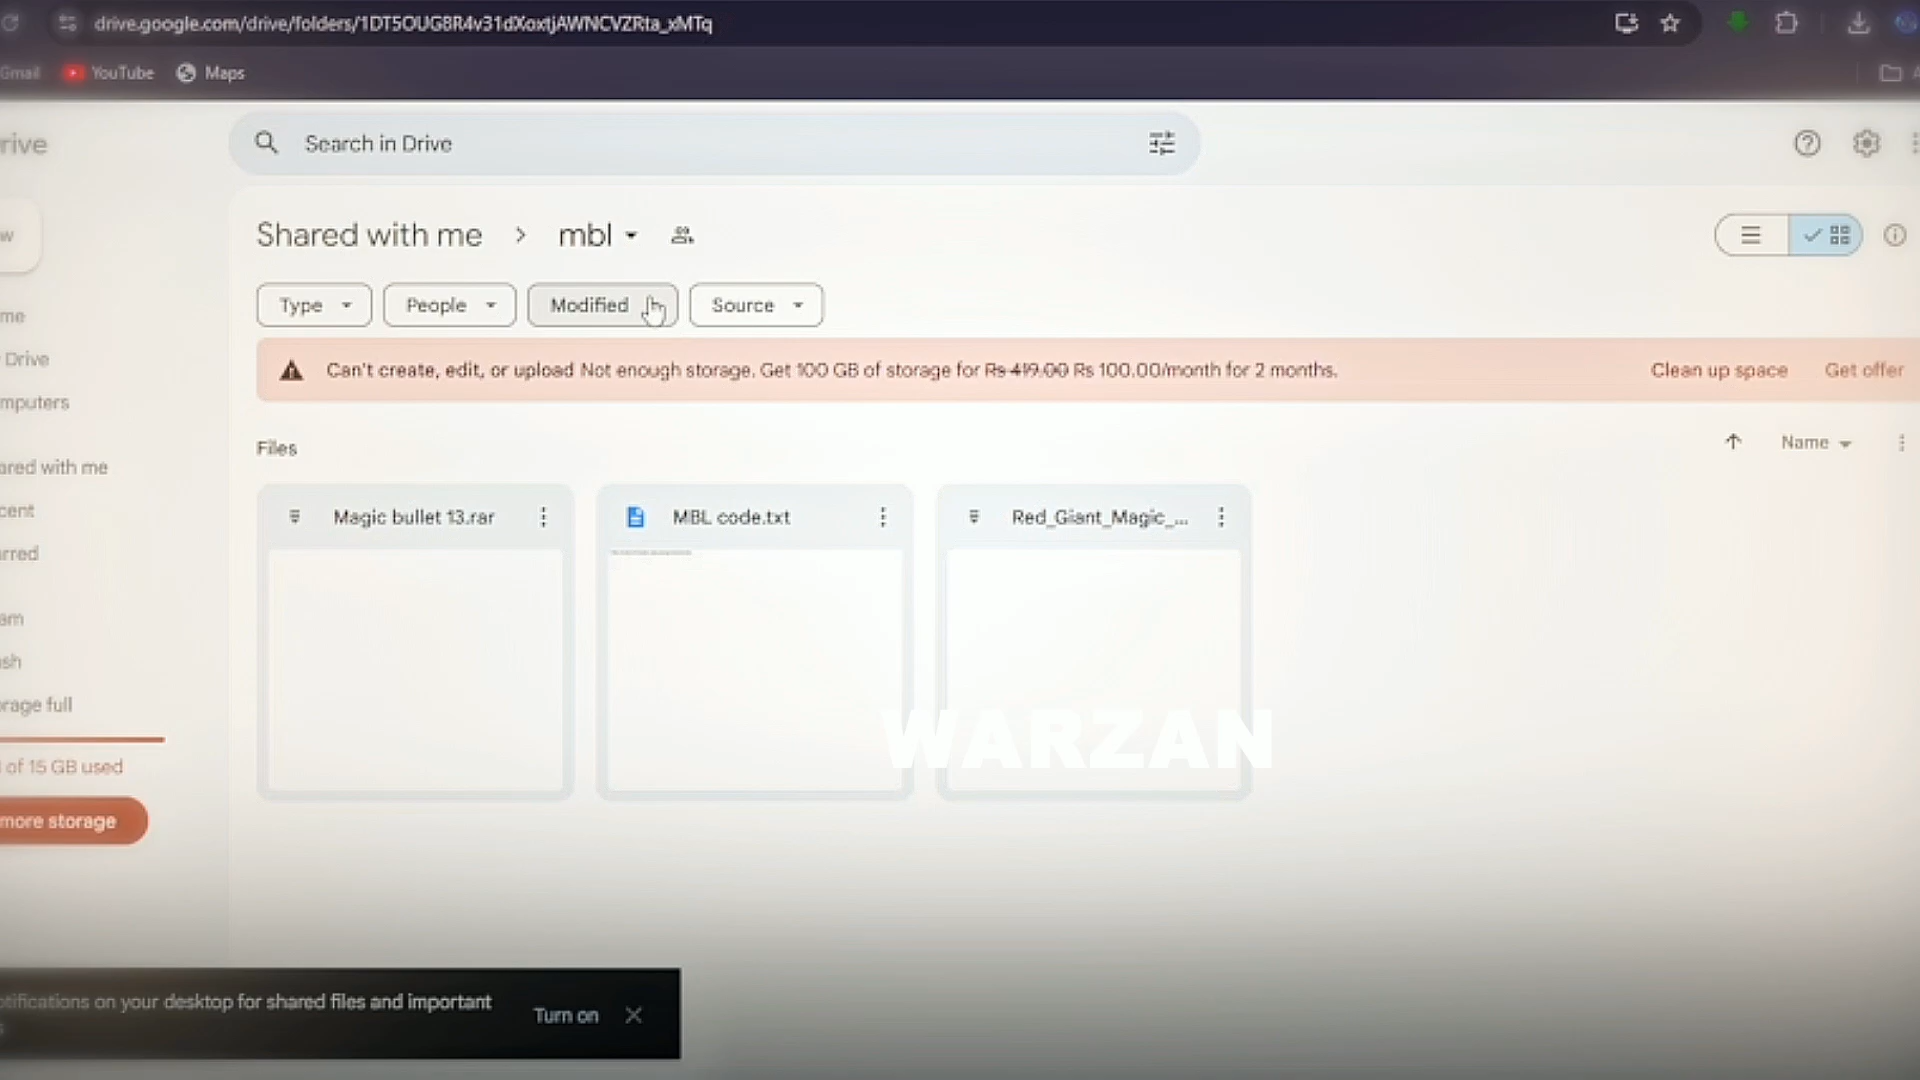 drive.google.com/drive/folders/1DT5OUG8R4v31dXoxtjAWNCVZRta_xMTq
Gmail YouTube Maps
rive
Search in Drive
w
Shared with me > mbl
me
Type People Modified Source
Drive
Can't create, edit, or upload Not enough storage. Get 100 GB of storage for Rs 419.00 Rs 100.00/month for 2 months. Clean up space Get offer
mputers
Files Name
ared with me
cent
Magic bullet 13.rar MBL code.txt Red_Giant_Magic_...
rred
am
sh
rage full
WARZAN
of 15 GB used
more storage
otifications on your desktop for shared files and important
s
Turn on